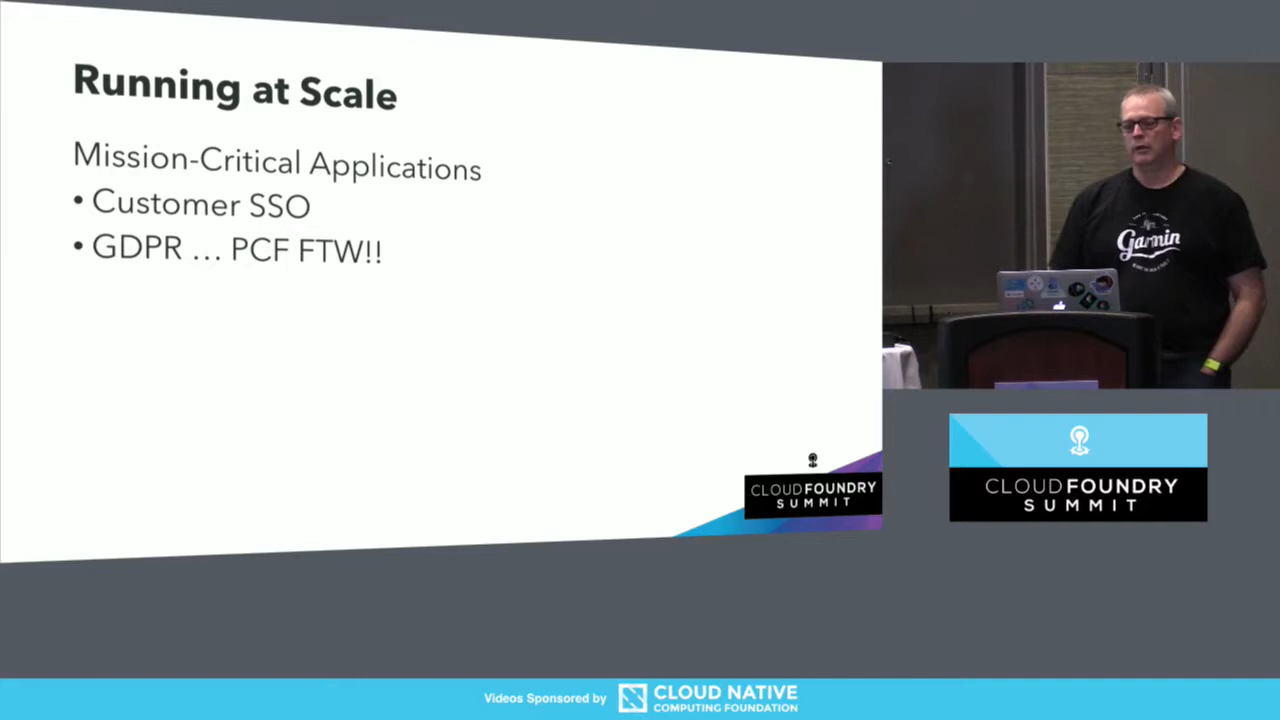 Running at Scale
Mission-Critical Applications
• Customer SSO
• GDPR ... PCF FTW!!
CLOUD FOUNDRY
SUMMIT
Garmin
CLOUD FOUNDRY
SUMMIT
Videos Sponsored by
CLOUD NATIVE
COMPUTING FOUNDATION